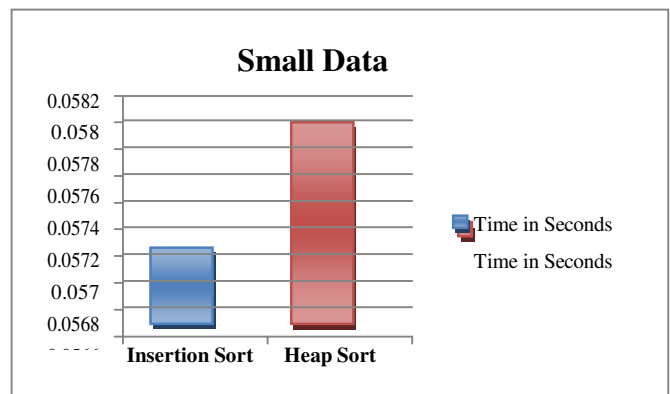 Small Data
0.0582
0.058
0.0578
0.0576
0.0574
0.0572
0.057
0.0568
Time in Seconds
Time in Seconds
Insertion Sort Heap Sort